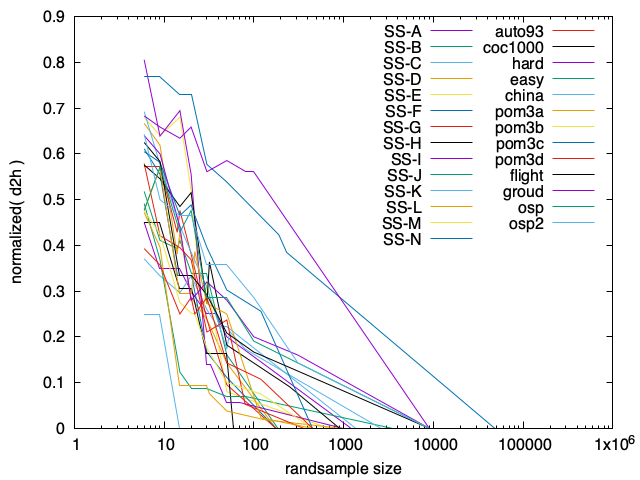 0.9
0.8
0.7
0.6
0.5
0.4
0.3
0.2
0.1
0
normalized( d2h )
1 10 100 1000 10000 100000 1x10^6
randsample size
SS-A auto93
SS-B coc1000
SS-C hard
SS-D easy
SS-E china
SS-F pom3a
SS-G pom3b
SS-H pom3c
SS-I pom3d
SS-J flight
SS-K groud
SS-L osp
SS-M osp2
SS-N